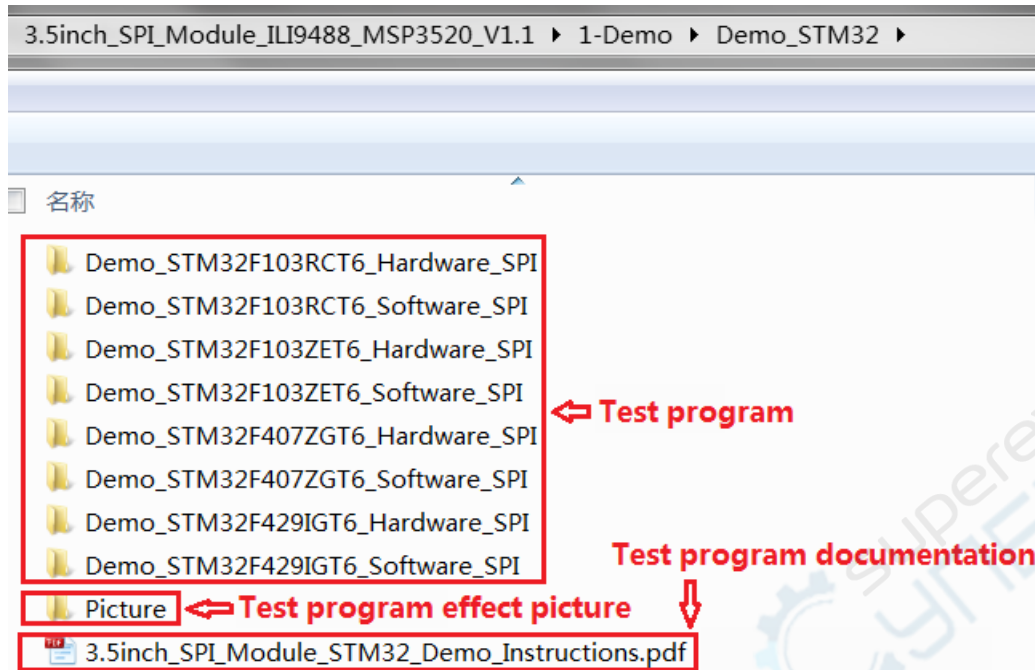 3.5inch_SPI_Module_ILI9488_MSP3520_V1.1 ▸ 1-Demo ▸ Demo_STM32 ▸
名称
Demo_STM32F103RCT6_Hardware_SPI
Demo_STM32F103RCT6_Software_SPI
Demo_STM32F103ZET6_Hardware_SPI
Demo_STM32F103ZET6_Software_SPI
Test program
Demo_STM32F407ZGT6_Hardware_SPI
Demo_STM32F407ZGT6_Software_SPI
Demo_STM32F429IGT6_Hardware_SPI
Demo_STM32F429IGT6_Software_SPI
Test program documentation
Picture
Test program effect picture
3.5inch_SPI_Module_STM32_Demo_Instructions.pdf